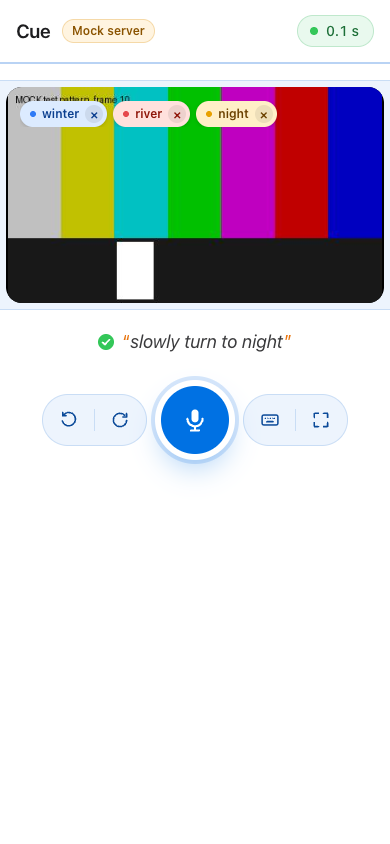 Cue
Mock server
0.1 s
MOCK test pattern frame 10
winter ×
river ×
night ×
"slowly turn to night"